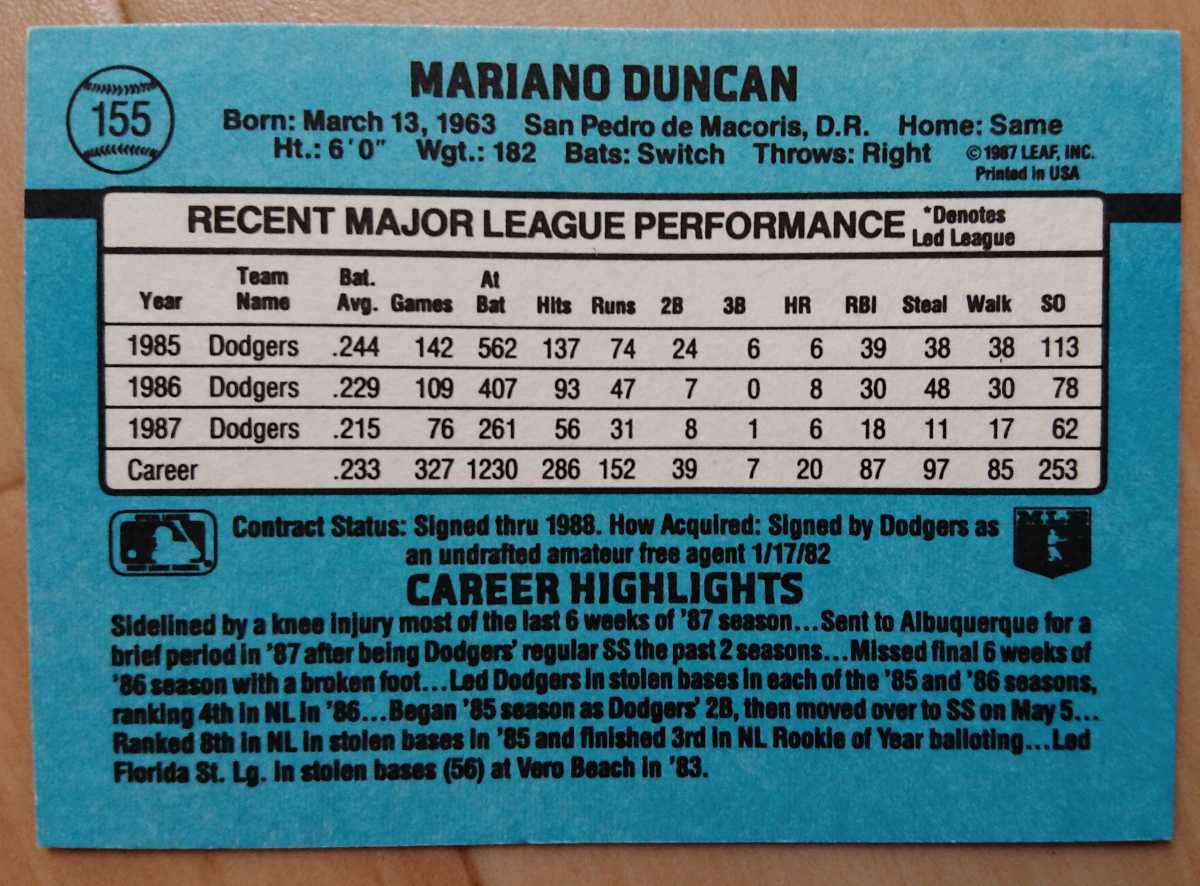 155
MARIANO DUNCAN
Born: March 13, 1963 San Pedro de Macoris, D.R. Home: Same
Ht.: 6'0" Wgt.: 182 Bats: Switch Throws: Right ©1987 LEAF, INC.
Printed in USA
RECENT MAJOR LEAGUE PERFORMANCE *Denotes
Led League
Year Team Name Bat. Avg. Games At Bat Hits Runs 2B 3B HR RBI Steal Walk SO
1985 Dodgers .244 142 562 137 74 24 6 6 39 38 38 113
1986 Dodgers .229 109 407 93 47 7 0 8 30 48 30 78
1987 Dodgers .215 76 261 56 31 8 1 6 18 11 17 62
Career .233 327 1230 286 152 39 7 20 87 97 85 253
Contract Status: Signed thru 1988. How Acquired: Signed by Dodgers as
an undrafted amateur free agent 1/17/82
CAREER HIGHLIGHTS
Sidelined by a knee injury most of the last 6 weeks of '87 season...Sent to Albuquerque for a
brief period in '87 after being Dodgers' regular SS the past 2 seasons...Missed final 6 weeks of
'86 season with a broken foot...Led Dodgers in stolen bases in each of the '85 and '86 seasons,
ranking 4th in NL in '86...Began '85 season as Dodgers' 2B, then moved over to SS on May 5...
Ranked 8th in NL in stolen bases in '85 and finished 3rd in NL Rookie of Year balloting...Led
Florida St. Lg. in stolen bases (56) at Vero Beach in '83.